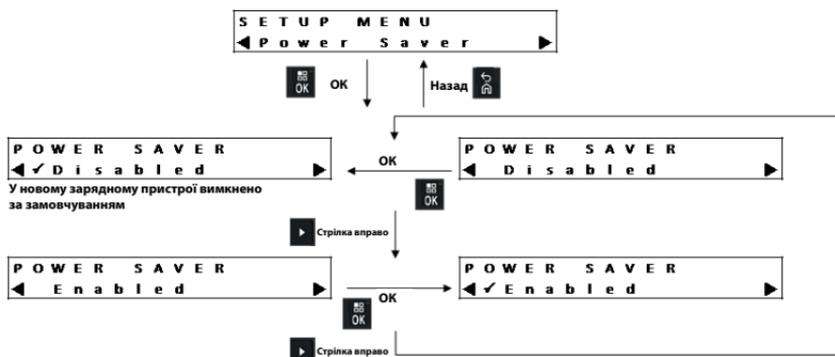 SETUP MENU
Power Saver
OK
OK
Назад
POWER SAVER
✓Disabled
У новому зарядному пристрої вимкнено
за замовчуванням
OK
OK
POWER SAVER
Disabled
Стрілка вправо
POWER SAVER
Enabled
OK
OK
POWER SAVER
✓Enabled
Стрілка вправо